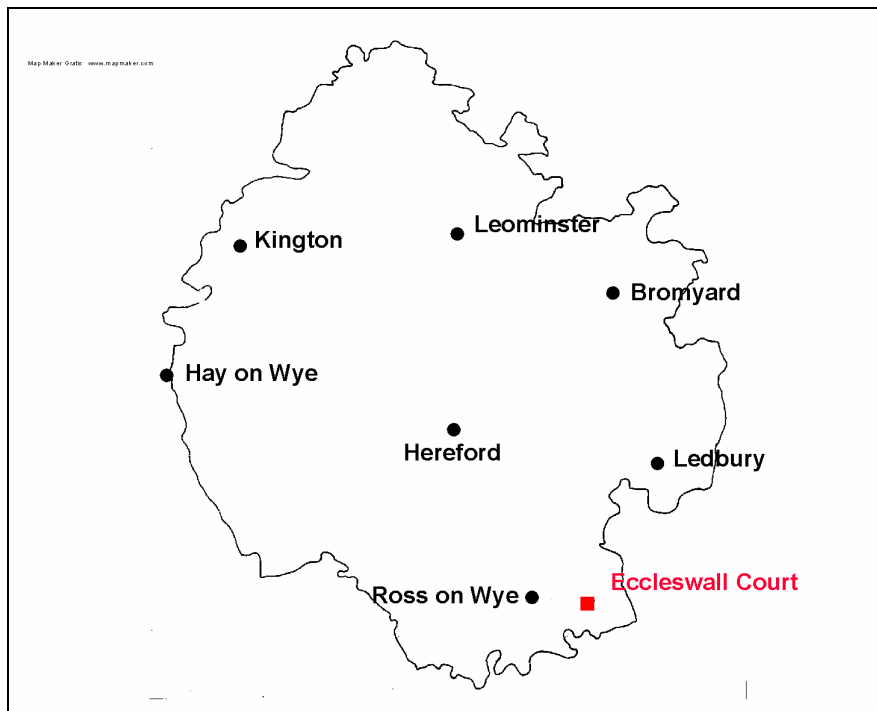 Map Maker Gratis www.mapmaker.com
Leominster
Kington
Bromyard
Hay on Wye
Hereford
Ledbury
Eccleswall Court
Ross on Wye